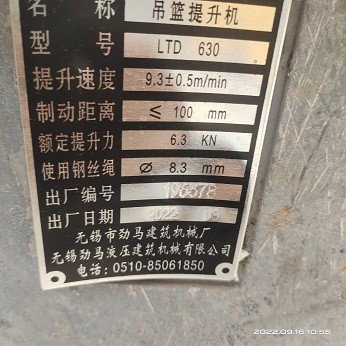 名 称 吊篮提升机
型 号 LTD 630
提升速度 9.3±0.5m/min
制动距离 ≤ 100 mm
额定提升力 6.3 KN
使用钢丝绳 Ø 8.3 mm
出厂编号
出厂日期 2022
无锡市劲马建筑机械厂
无锡劲马液压建筑机械有限公司
电话:0510-85061850
2022.09.16 10:55